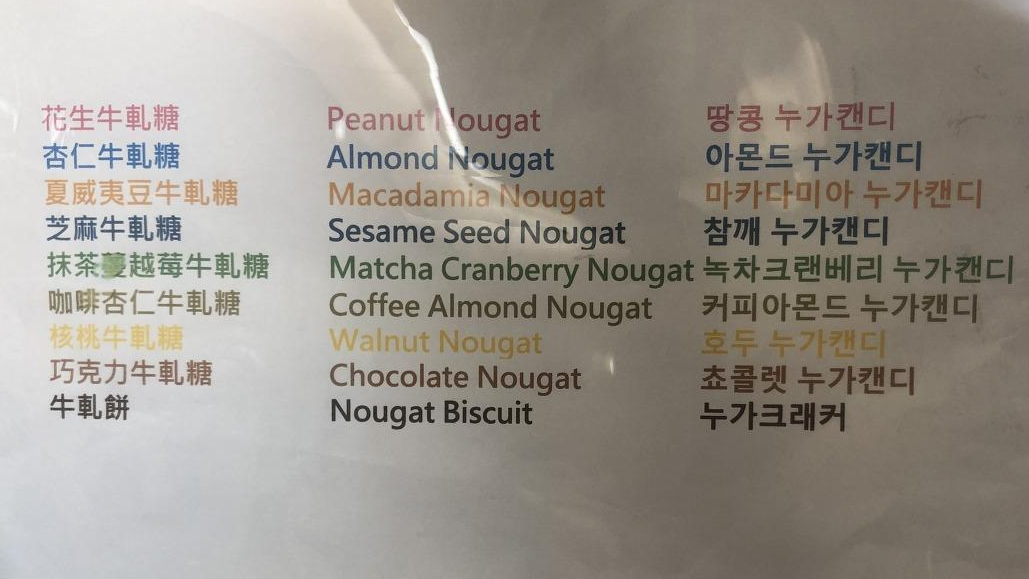 花生牛軋糖 Peanut Nougat 땅콩 누가캔디
杏仁牛軋糖 Almond Nougat 아몬드 누가캔디
夏威夷豆牛軋糖 Macadamia Nougat 마카다미아 누가캔디
芝麻牛軋糖 Sesame Seed Nougat 참깨 누가캔디
抹茶蔓越莓牛軋糖 Matcha Cranberry Nougat 녹차크랜베리 누가캔디
咖啡杏仁牛軋糖 Coffee Almond Nougat 커피아몬드 누가캔디
核桃牛軋糖 Walnut Nougat 호두 누가캔디
巧克力牛軋糖 Chocolate Nougat 쵸콜렛 누가캔디
牛軋餅 Nougat Biscuit 누가크래커